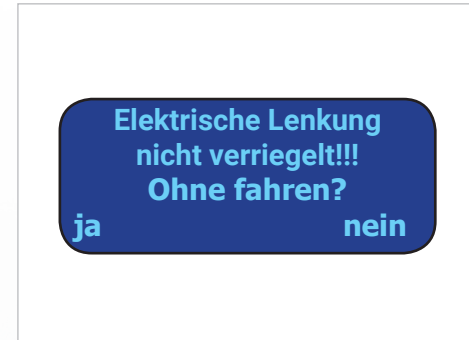 Elektrische Lenkung
nicht verriegelt!!!
Ohne fahren?
ja nein